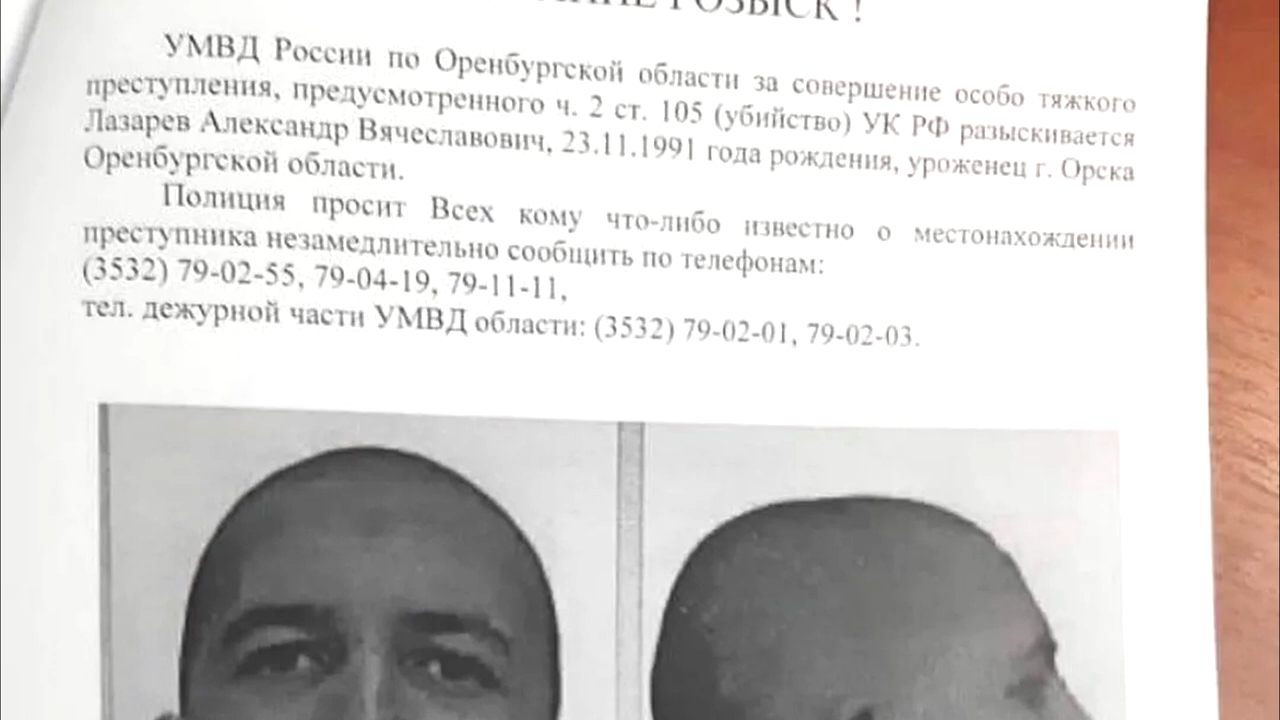 РОЗЫСК !
УМВД России по Оренбургской области за совершение особо тяжкого
преступления, предусмотренного ч. 2 ст. 105 (убийство) УК РФ разыскивается
Лазарев Александр Вячеславович, 23.11.1991 года рождения, уроженец г. Орска
Оренбургской области.
Полиция просит Всех кому что-либо известно о местонахождении
преступника незамедлительно сообщить по телефонам:
(3532) 79-02-55, 79-04-19, 79-11-11,
тел. дежурной части УМВД области: (3532) 79-02-01, 79-02-03.